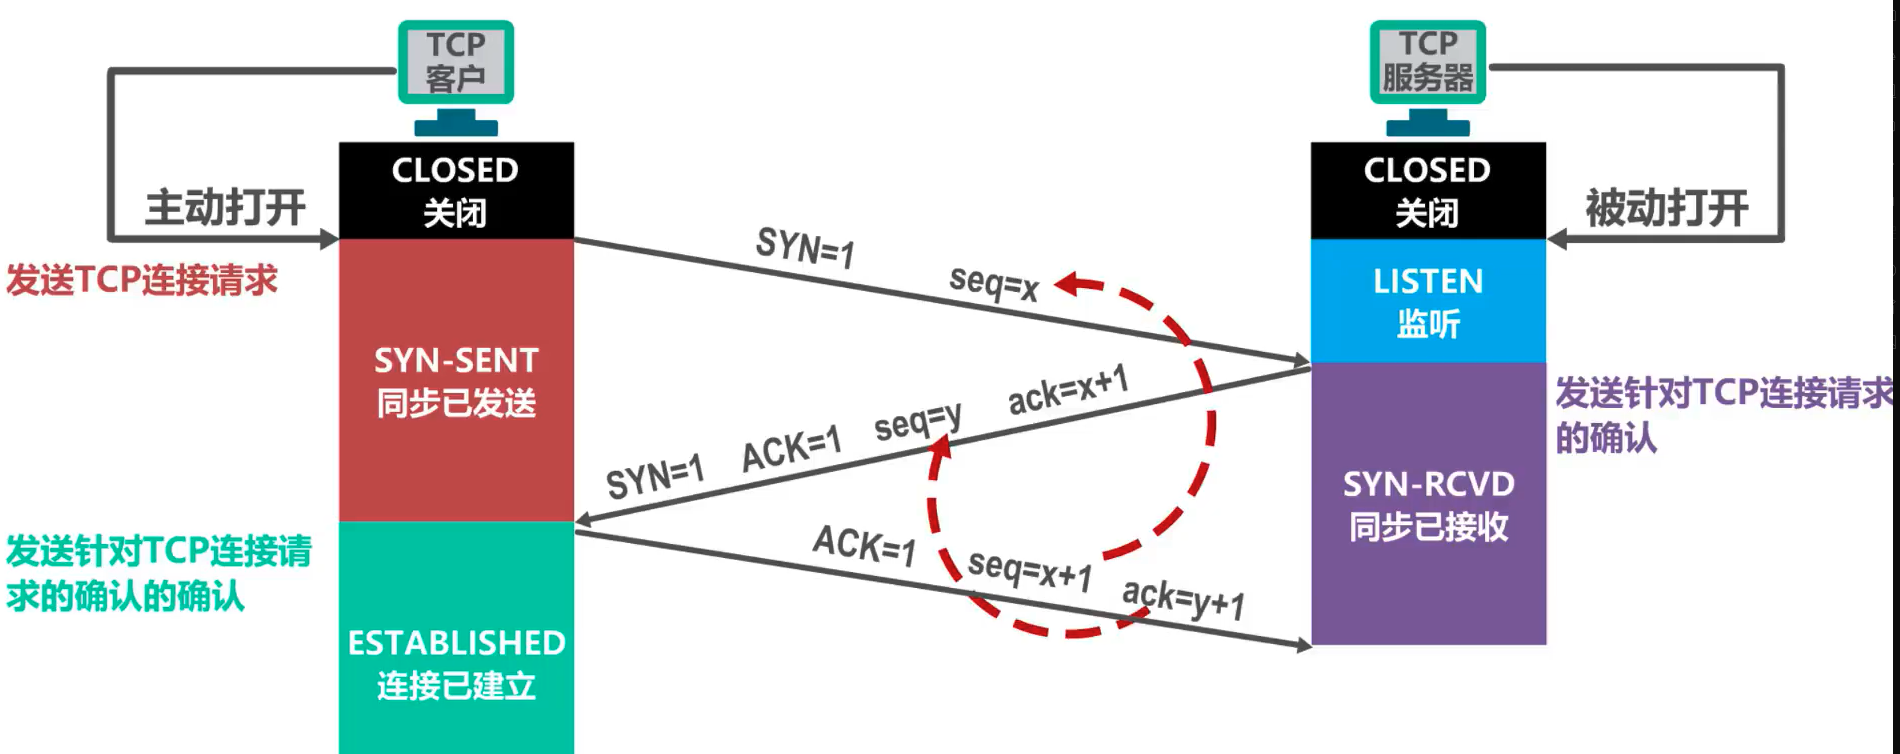 TCP
客户
TCP
服务器
CLOSED
关闭
CLOSED
关闭
主动打开
被动打开
发送TCP连接请求
SYN=1
seq=x
LISTEN
监听
SYN-SENT
同步已发送
SYN=1 ACK=1 seq=y ack=x+1
发送针对TCP连接请求
的确认
SYN-RCVD
同步已接收
发送针对TCP连接请
求的确认的确认
ACK=1 seq=x+1 ack=y+1
ESTABLISHED
连接已建立